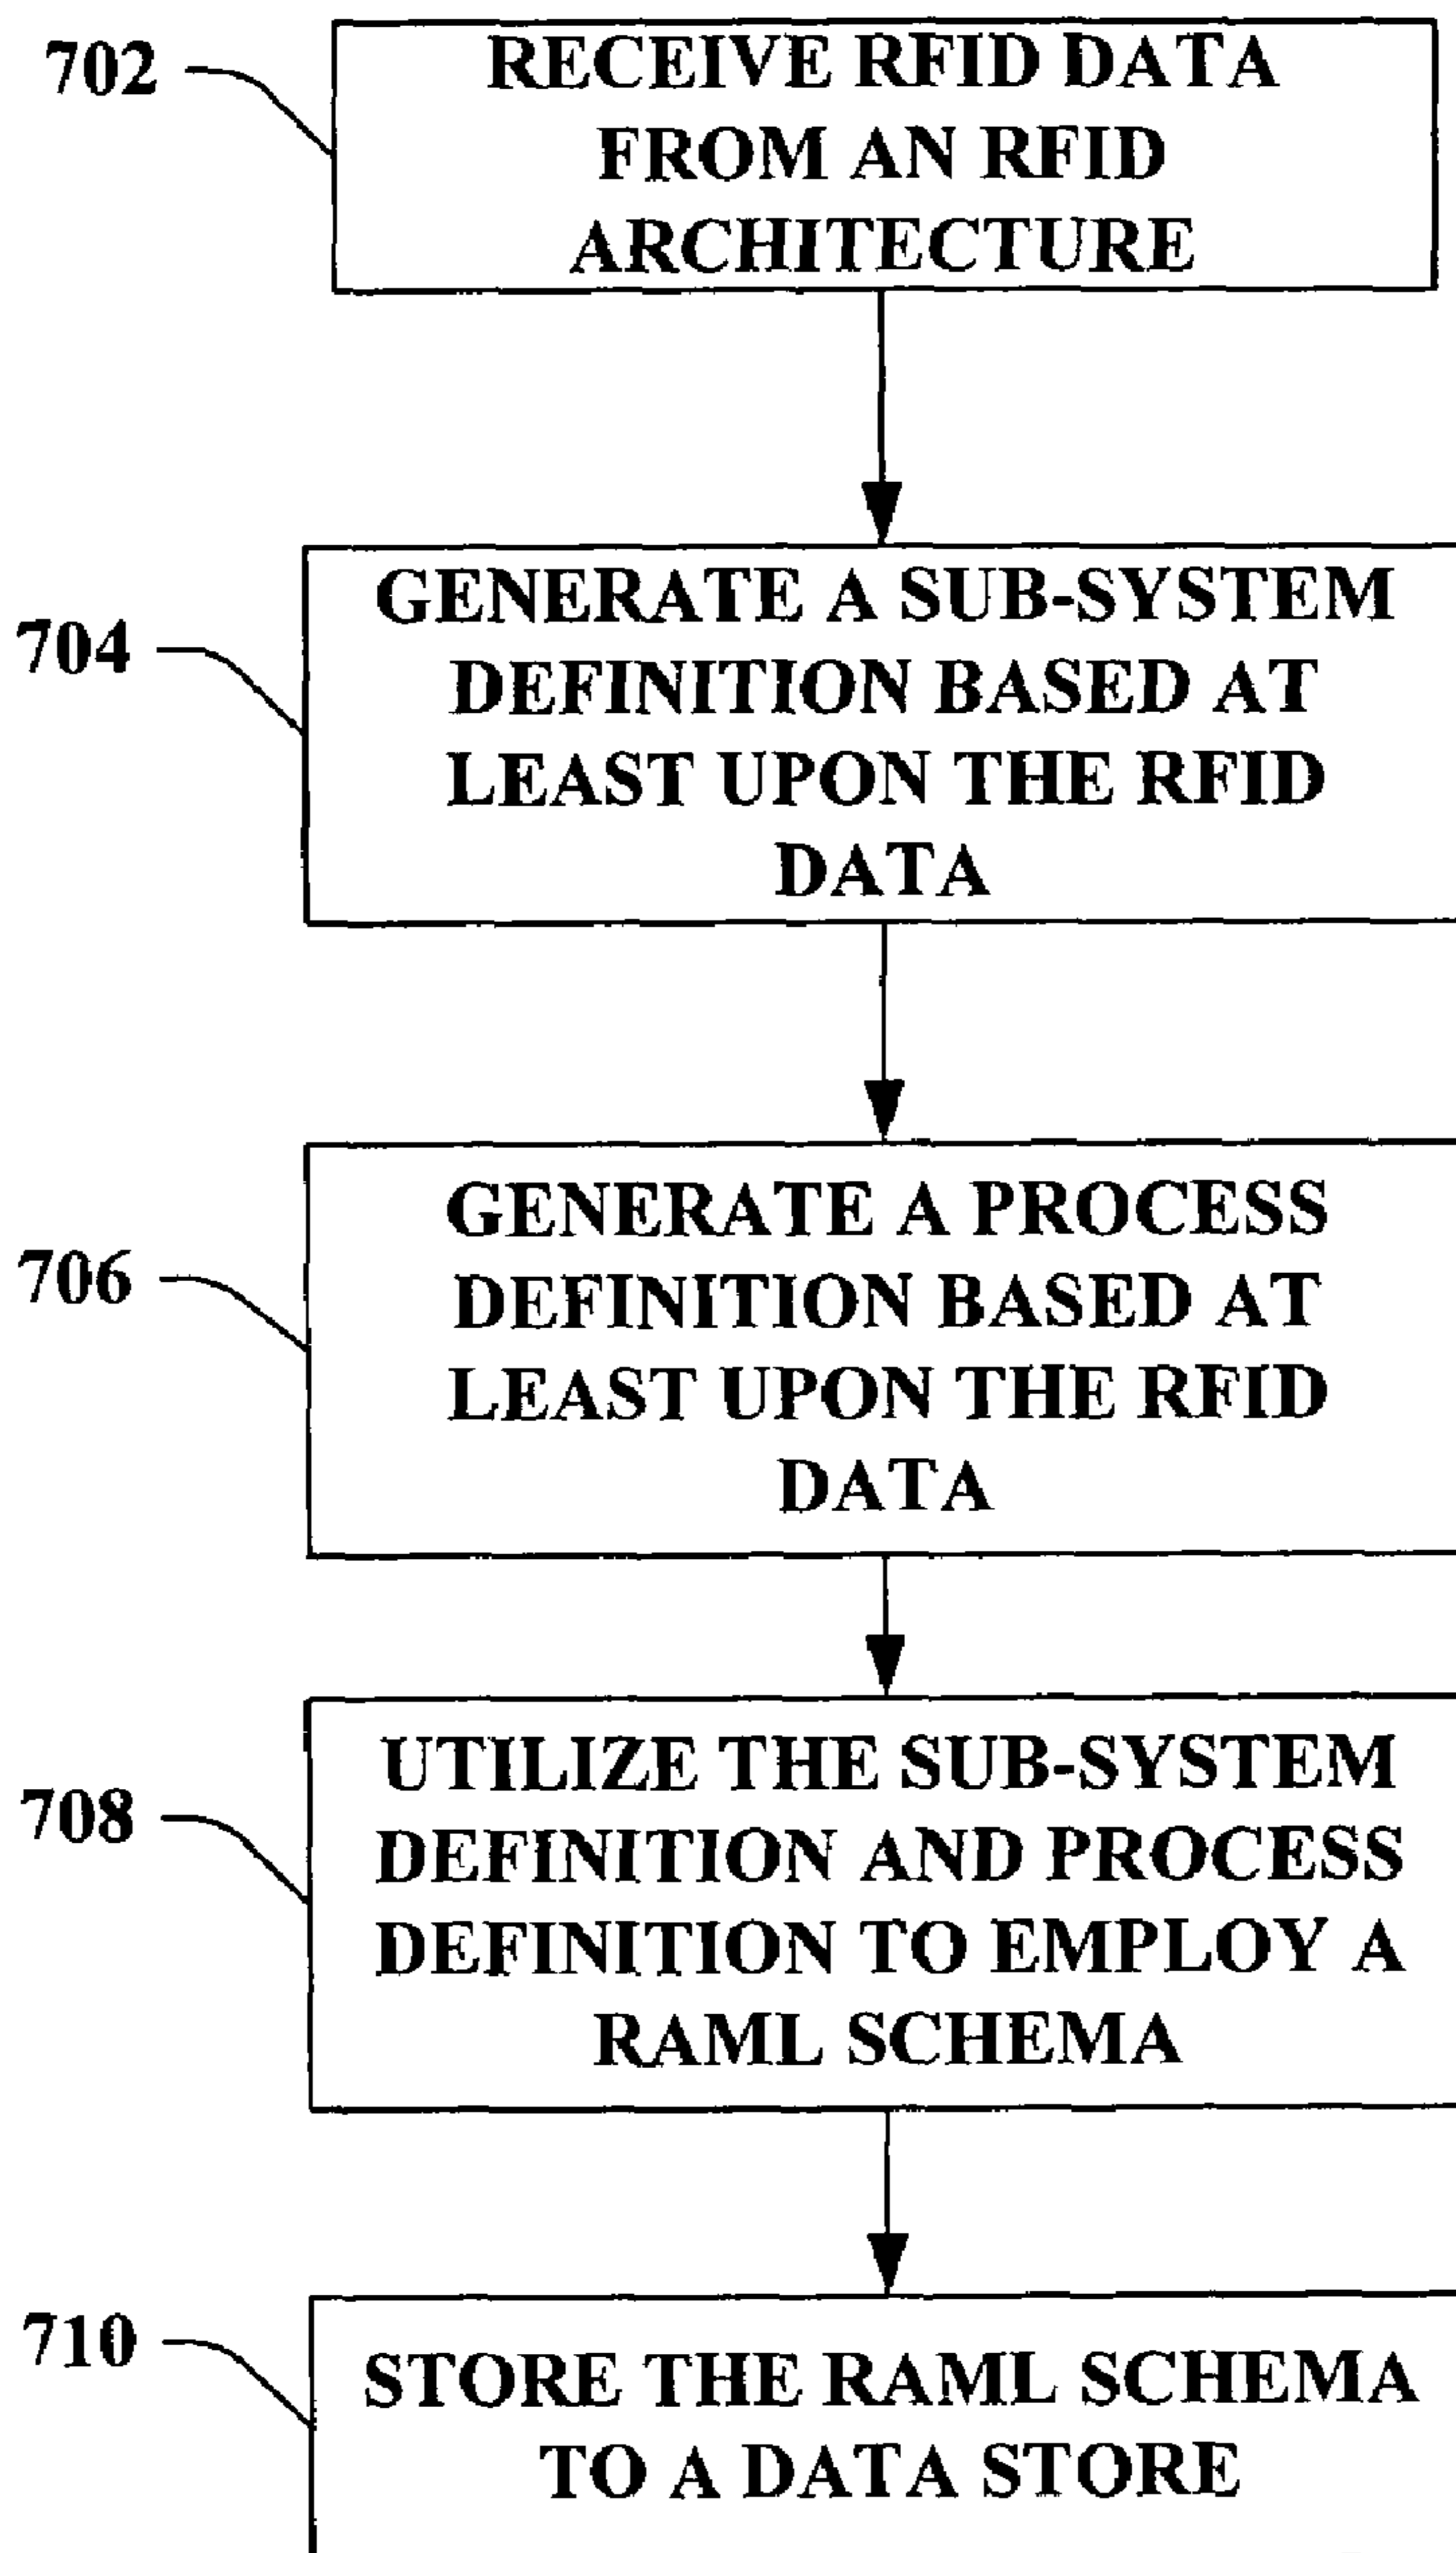 702
RECEIVE RFID DATA
FROM AN RFID
ARCHITECTURE
704
GENERATE A SUB-SYSTEM
DEFINITION BASED AT
LEAST UPON THE RFID
DATA
706
GENERATE A PROCESS
DEFINITION BASED AT
LEAST UPON THE RFID
DATA
708
UTILIZE THE SUB-SYSTEM
DEFINITION AND PROCESS
DEFINITION TO EMPLOY A
RAML SCHEMA
710
STORE THE RAML SCHEMA
TO A DATA STORE